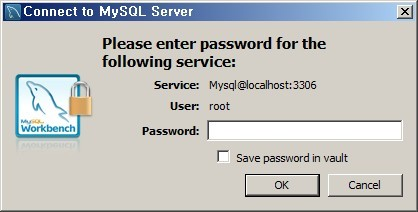 Connect to MySQL Server
Please enter password for the
following service:
Service: Mysql@localhost:3306
User: root
Password:
MySQL
Workbench
Save password in vault
OK Cancel